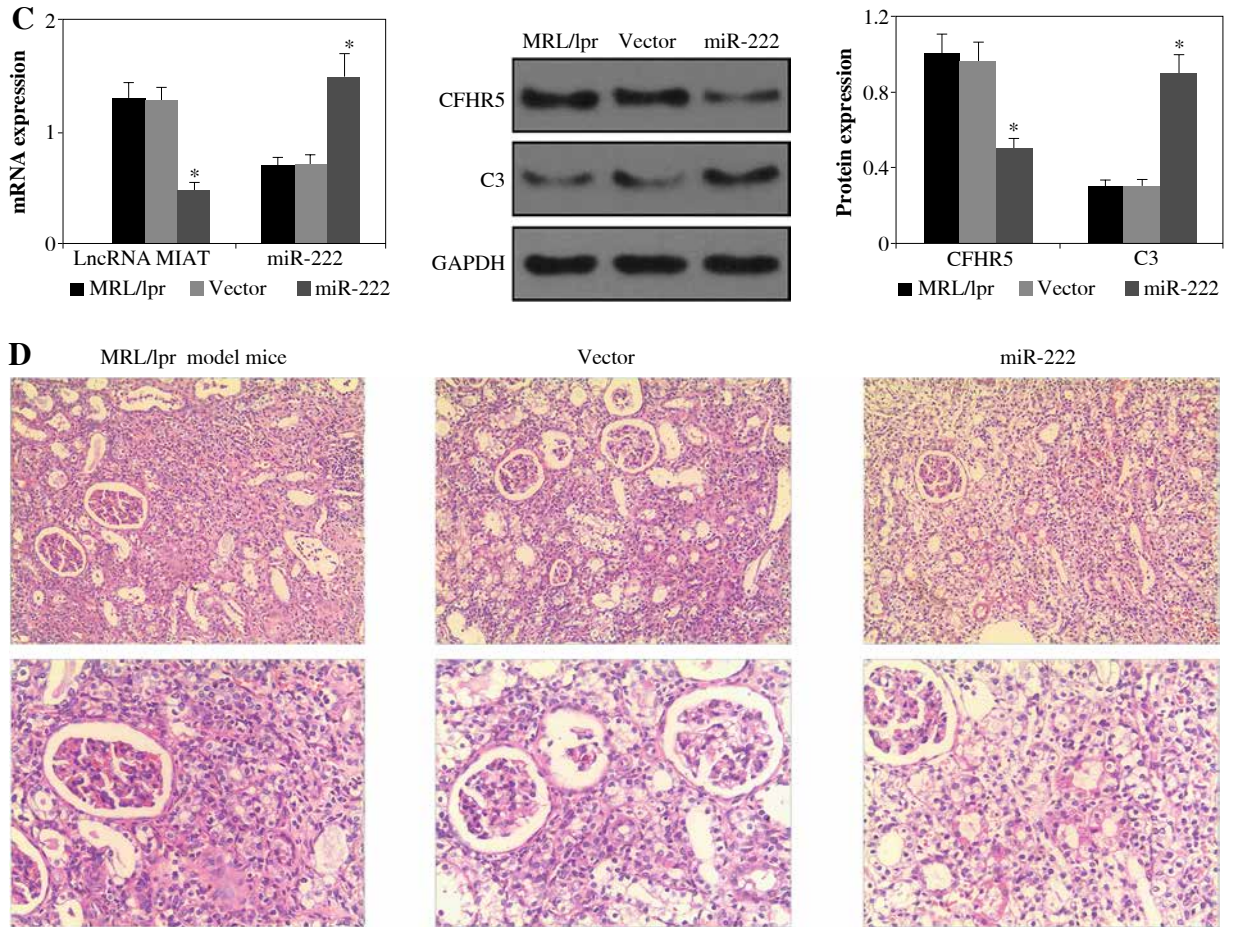 C
mRNA expression
2
1
0
*
*
LncRNA MIAT miR-222
MRL/lpr Vector miR-222
MRL/lpr Vector miR-222
CFHR5
C3
GAPDH
Protein expression
1.2
0.8
0.4
0
*
*
CFHR5 C3
MRL/lpr Vector miR-222
D
MRL/lpr model mice Vector miR-222